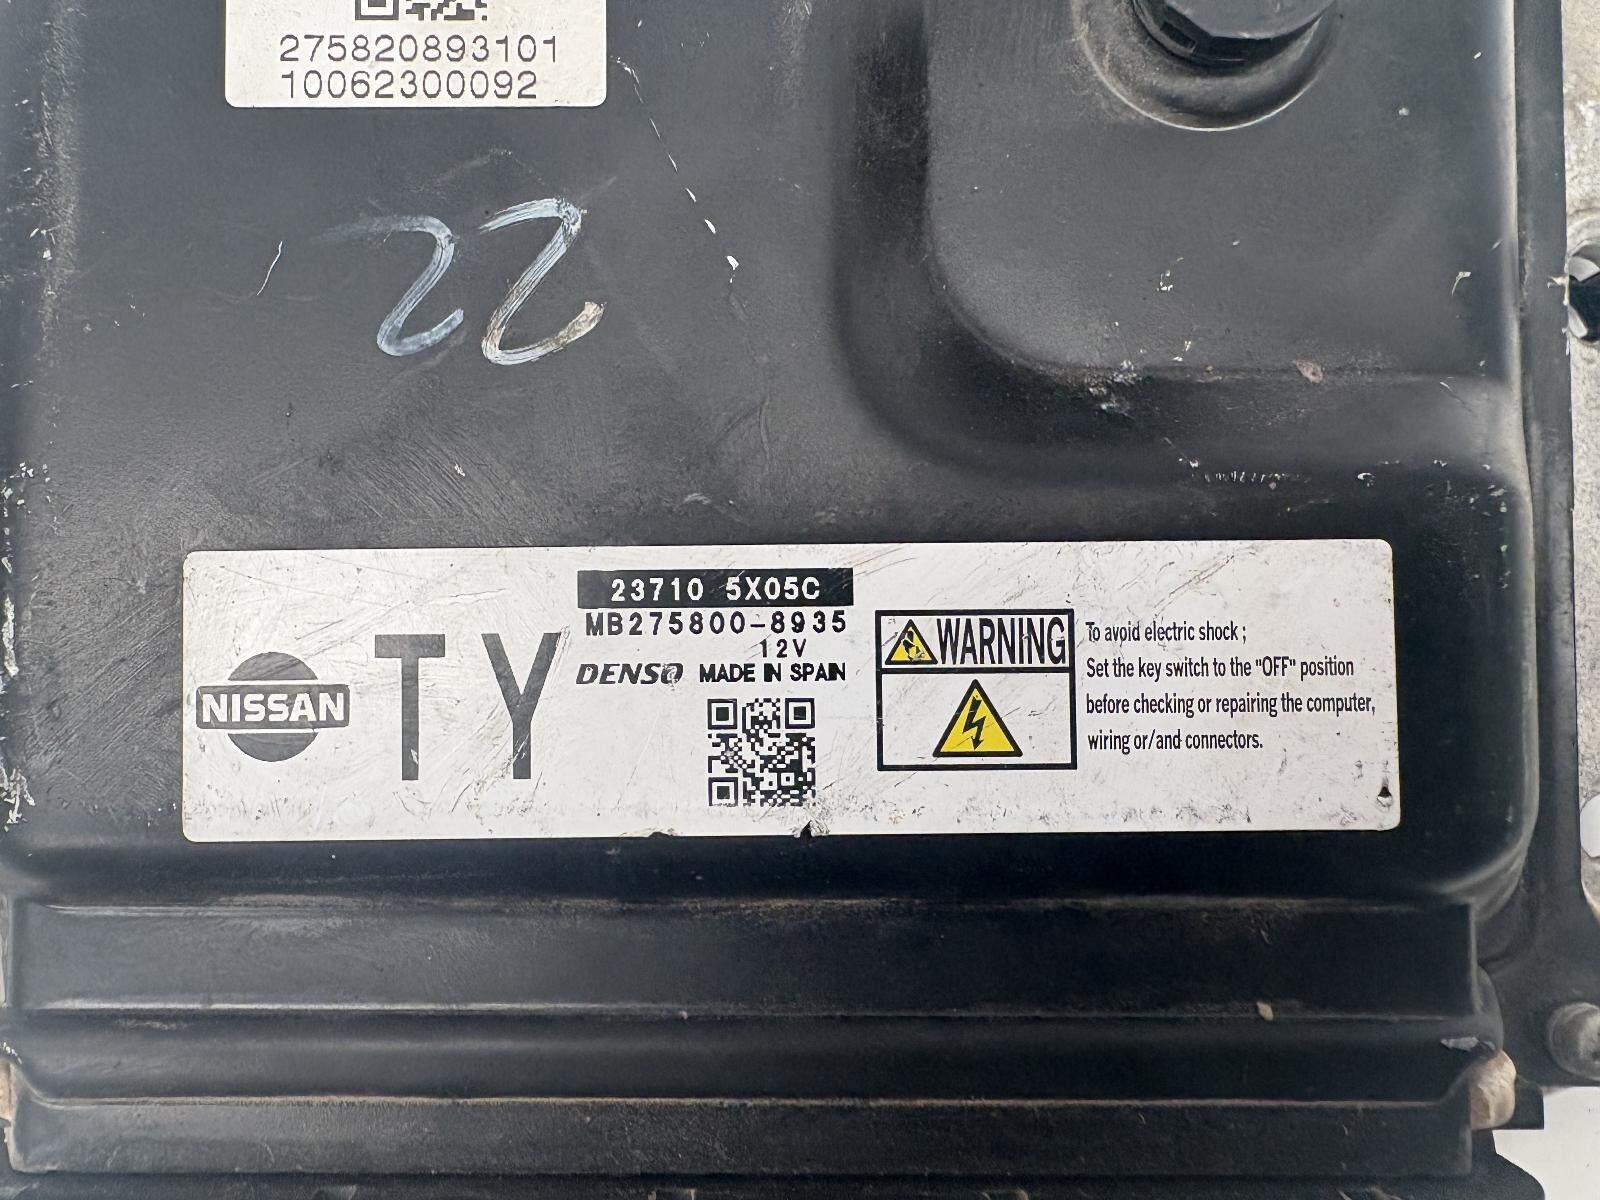 275820893101
10062300092
22
NISSAN
TY
23710 5X05C
MB275800-8935
12V
DENSO MADE IN SPAIN
WARNING
To avoid electric shock ;
Set the key switch to the "OFF" position
before checking or repairing the computer,
wiring or/and connectors.